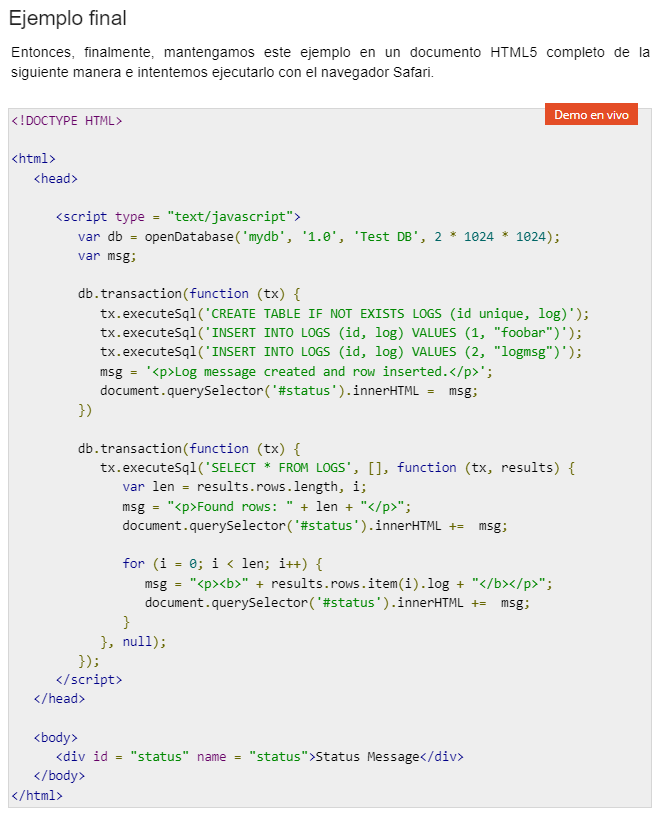 Ejemplo final
Entonces, finalmente, mantengamos este ejemplo en un documento HTML5 completo de la
siguiente manera e intentemos ejecutarlo con el navegador Safari.
Demo en vivo
<!DOCTYPE HTML>
<html>
   <head>
      <script type = "text/javascript">
         var db = openDatabase('mydb', '1.0', 'Test DB', 2 * 1024 * 1024);
         var msg;
         db.transaction(function (tx) {
            tx.executeSql('CREATE TABLE IF NOT EXISTS LOGS (id unique, log)');
            tx.executeSql('INSERT INTO LOGS (id, log) VALUES (1, "foobar")');
            tx.executeSql('INSERT INTO LOGS (id, log) VALUES (2, "logmsg")');
            msg = '<p>Log message created and row inserted.</p>';
            document.querySelector('#status').innerHTML =  msg;
         })
         db.transaction(function (tx) {
            tx.executeSql('SELECT * FROM LOGS', [], function (tx, results) {
               var len = results.rows.length, i;
               msg = "<p>Found rows: " + len + "</p>";
               document.querySelector('#status').innerHTML +=  msg;
               for (i = 0; i < len; i++) {
                  msg = "<p><b>" + results.rows.item(i).log + "</b></p>";
                  document.querySelector('#status').innerHTML +=  msg;
               }
            }, null);
         });
      </script>
   </head>
   <body>
      <div id = "status" name = "status">Status Message</div>
   </body>
</html>